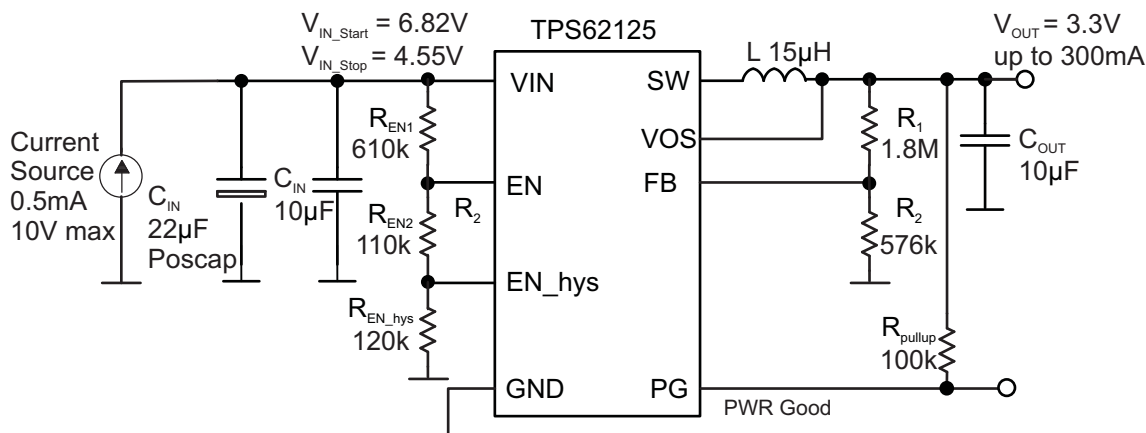 V_IN_Start = 6.82V
V_IN_Stop = 4.55V
TPS62125
V_OUT = 3.3V
up to 300mA
L 15µH
VIN
SW
R_EN1
610k
R_1
1.8M
VOS
C_OUT
10µF
Current
Source
0.5mA
10V max
C_IN
22µF
Poscap
C_IN
10µF
EN
FB
R_2
R_EN2
110k
R_2
576k
EN_hys
R_EN_hys
120k
R_pullup
100k
GND
PG
PWR Good